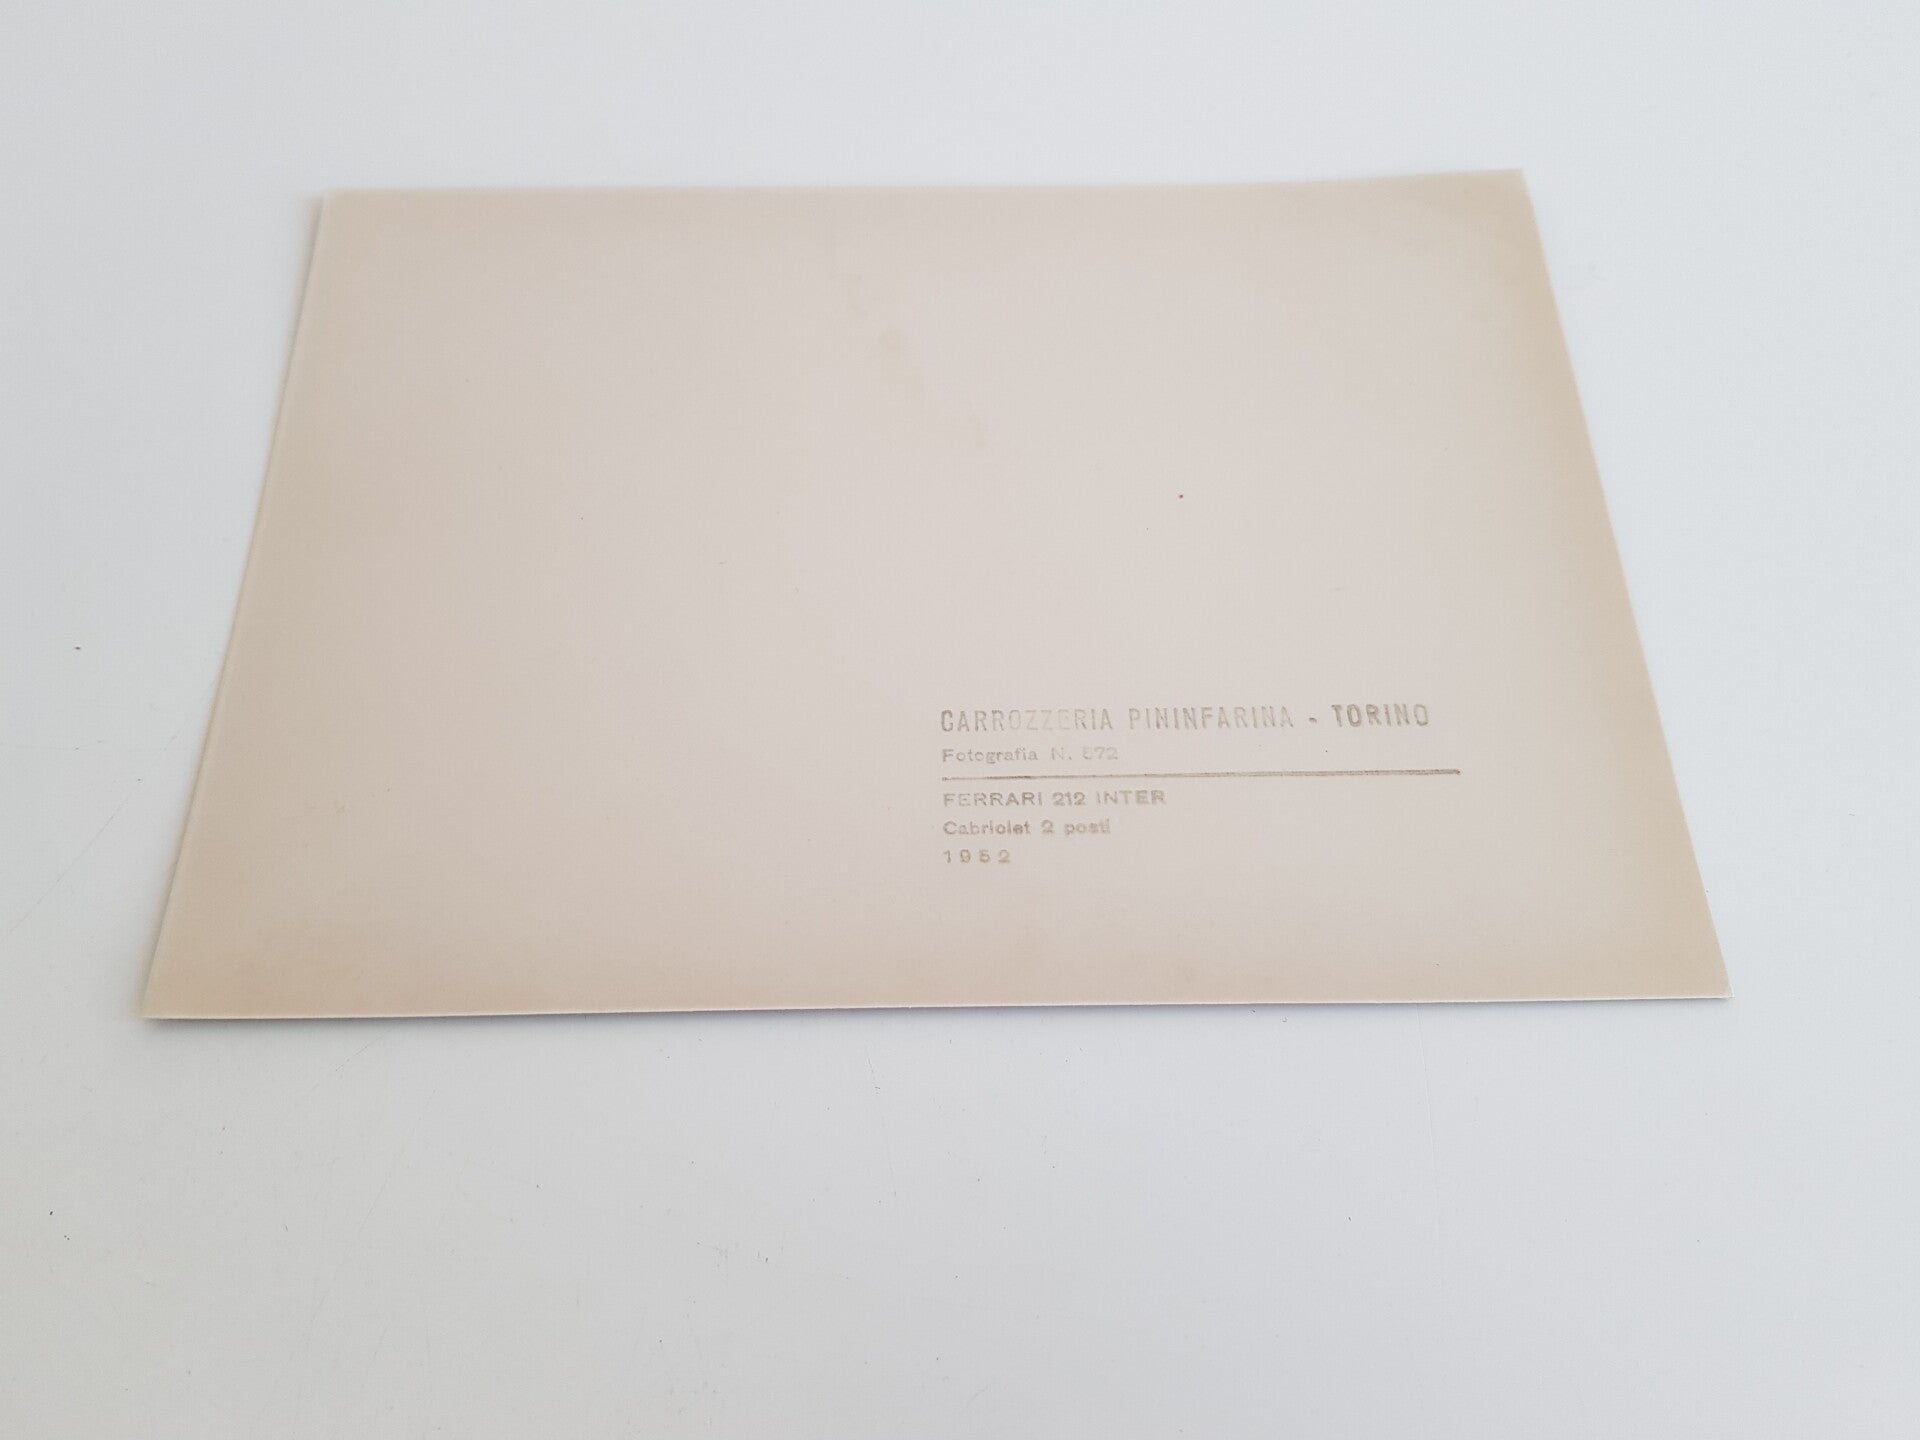 CARROZZERIA PININFARINA - TORINO
Fotografia N. 572
FERRARI 212 INTER
Cabriolet 2 posti
1952